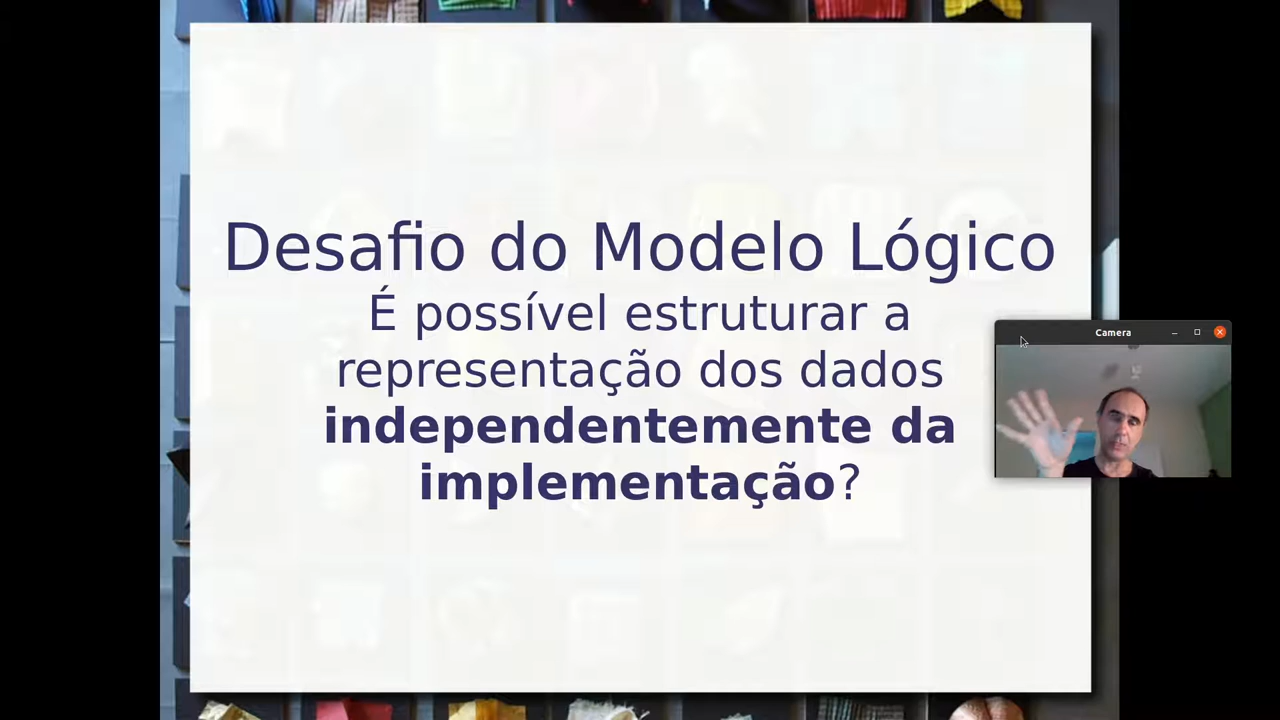 Desafio do Modelo Lógico
É possível estruturar a
representação dos dados
independentemente da
implementação?
Camera